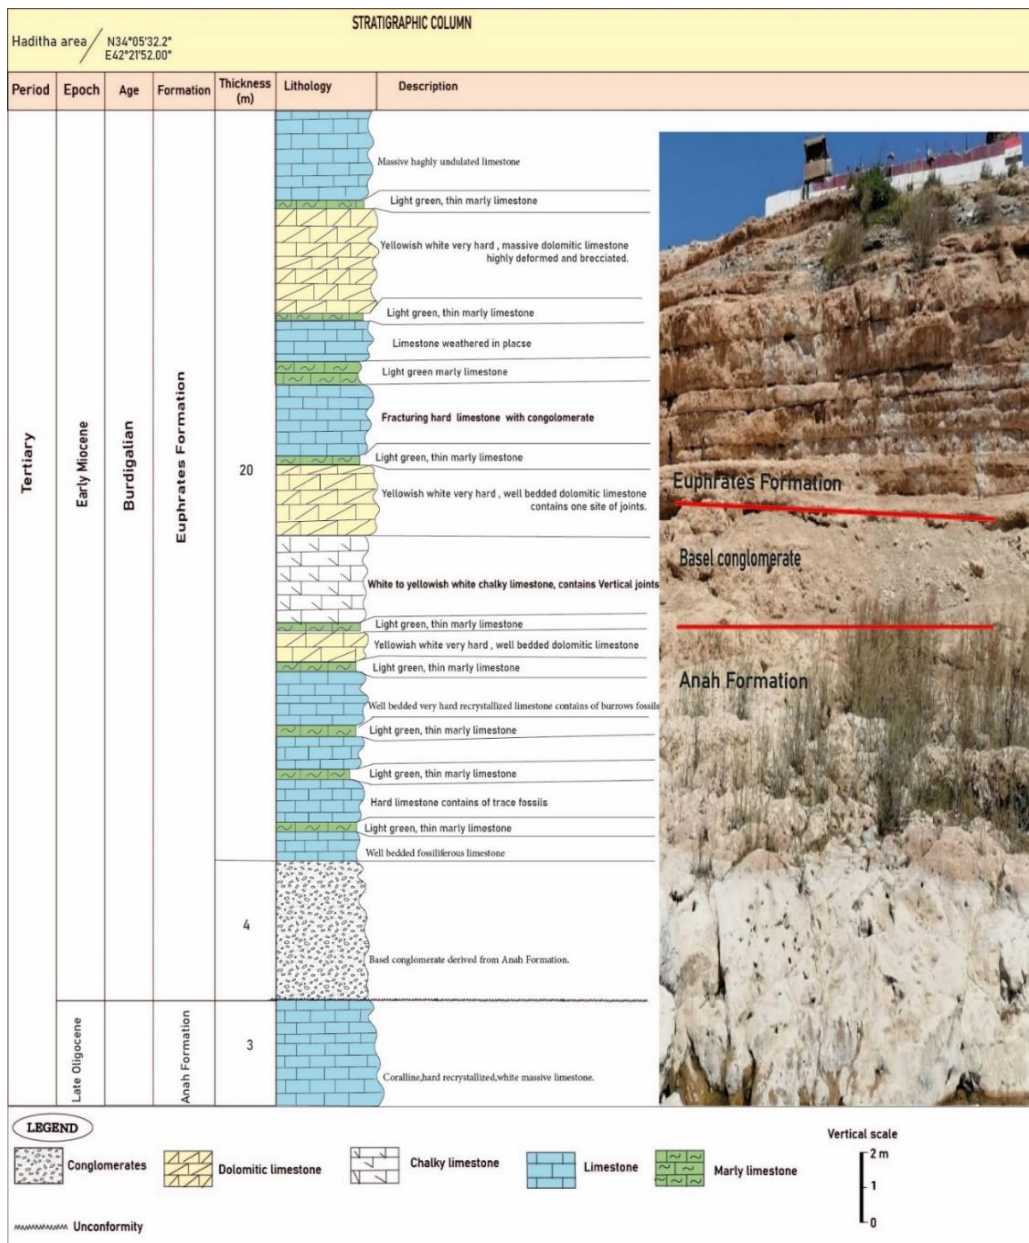 STRATIGRAPHIC COLUMN
Haditha area
N34°05'32.2"
E42°21'52.00"
Period
Epoch
Age
Formation
Thickness
(m)
Lithology
Description
Tertiary
Early Miocene
Burdigalian
Euphrates Formation
20
Massive haghly undulated limestone
Light green, thin marly limestone
Yellowish white very hard , massive dolomitic limestone
highly deformed and brecciated.
Light green, thin marly limestone
Limestone weathered in placse
Light green marly limestone
Fracturing hard limestone with congolomerate
Light green, thin marly limestone
Yellowish white very hard , well bedded dolomitic limestone
contains one site of joints.
White to yellowish white chalky limestone, contains Vertical joints
Light green, thin marly limestone
Yellowish white very hard , well bedded dolomitic limestone
Light green, thin marly limestone
Well bedded very hard recrystallized limestone contains of burrows fossils
Light green, thin marly limestone
Light green, thin marly limestone
Hard limestone contains of trace fossils
Light green, thin marly limestone
Well bedded fossiliferous limestone
4
Basel conglomerate derived from Anah Formation.
Late Oligocene
Anah Formation
3
Coralline,hard recrystallized,white massive limestone.
Euphrates Formation
Basel conglomerate
Anah Formation
LEGEND
Conglomerates
Dolomitic limestone
Chalky limestone
Limestone
Marly limestone
Unconformity
Vertical scale
2 m
1
0